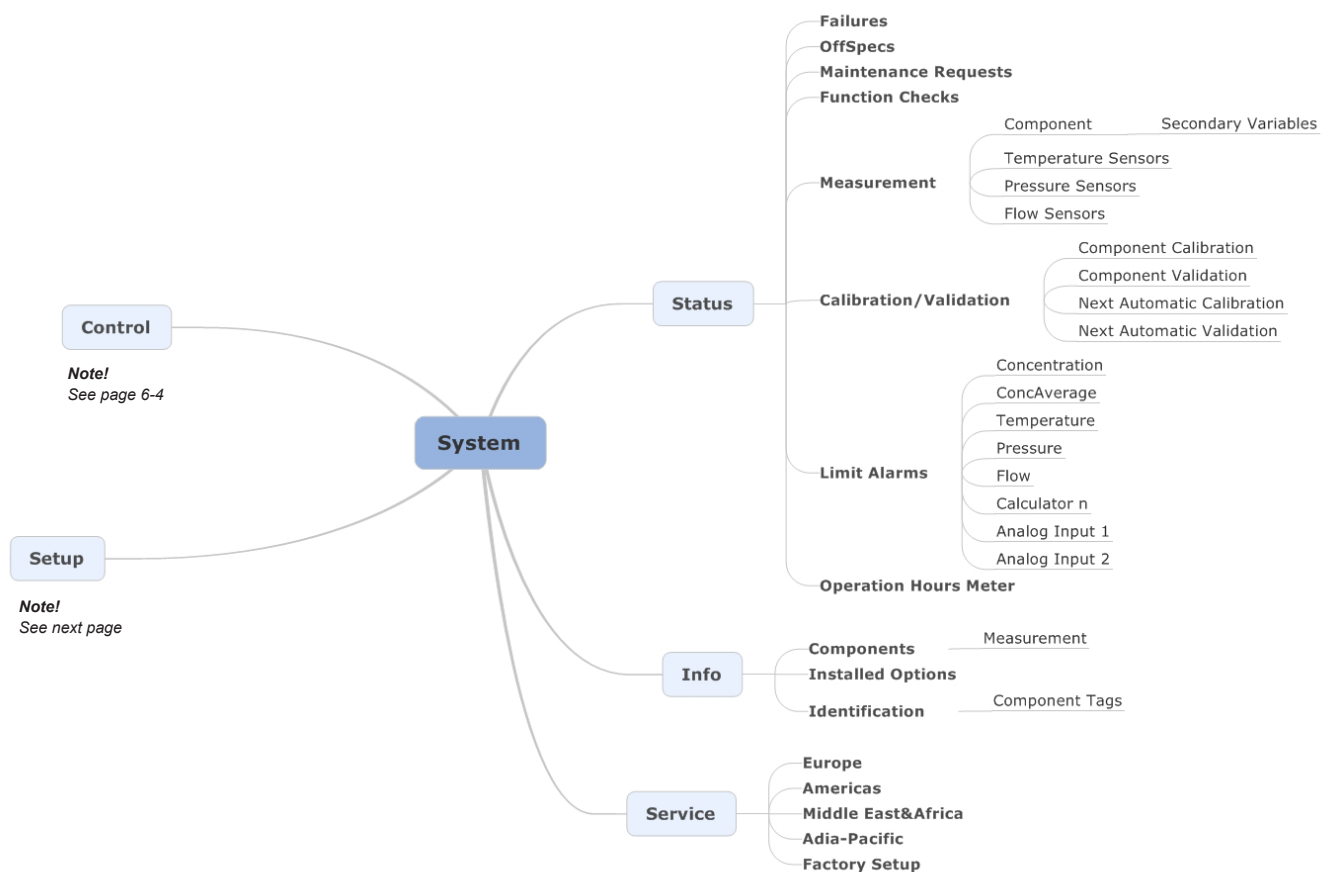 Failures
OffSpecs
Maintenance Requests
Function Checks
Component
Secondary Variables
Temperature Sensors
Measurement
Pressure Sensors
Flow Sensors
Component Calibration
Component Validation
Status
Calibration/Validation
Next Automatic Calibration
Next Automatic Validation
Control
Note!
See page 6-4
Concentration
ConcAverage
Temperature
System
Pressure
Limit Alarms
Flow
Calculator n
Analog Input 1
Analog Input 2
Setup
Operation Hours Meter
Note!
See next page
Components
Measurement
Info
Installed Options
Identification
Component Tags
Europe
Americas
Service
Middle East&Africa
Adia-Pacific
Factory Setup